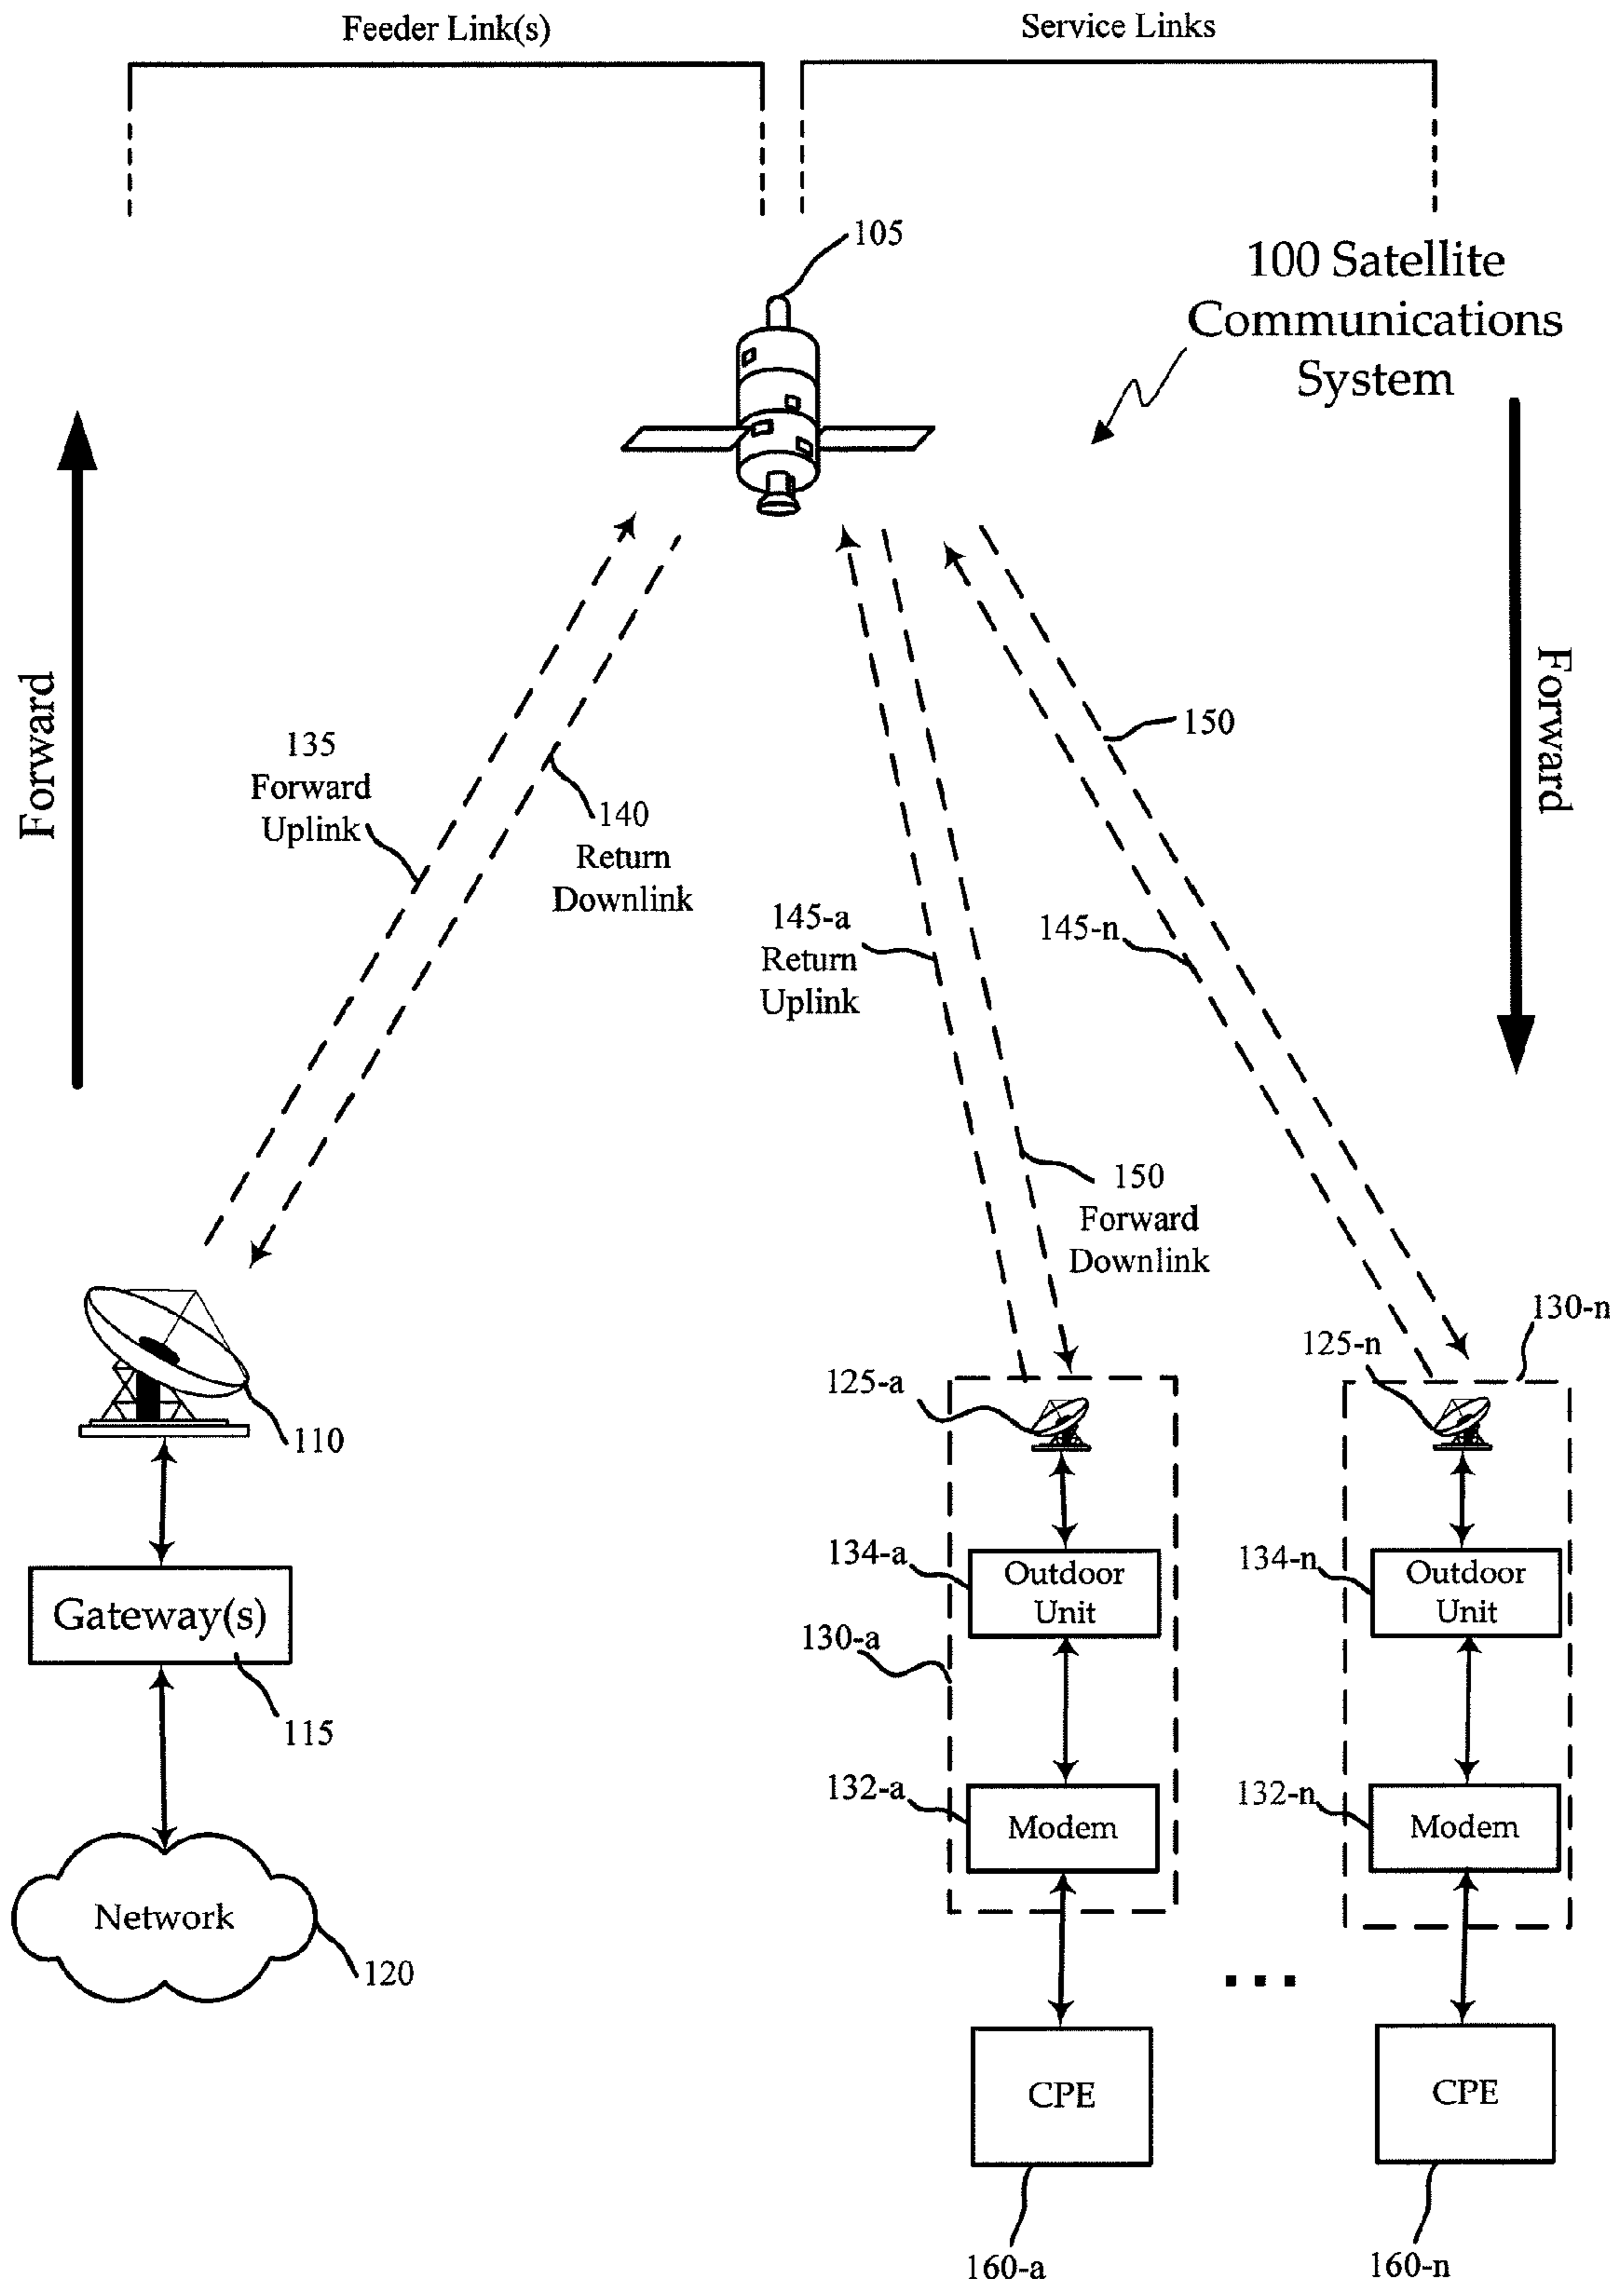 Feeder Link(s)
Service Links
105
100 Satellite
Communications
System
Forward
Forward
135
Forward
Uplink
140
Return
Downlink
150
145-a
Return
Uplink
145-n
150
Forward
Downlink
130-n
125-n
125-a
110
134-a
Outdoor
Unit
134-n
Outdoor
Unit
Gateway(s)
130-a
115
132-a
Modem
132-n
Modem
Network
120
...
CPE
CPE
160-a
160-n